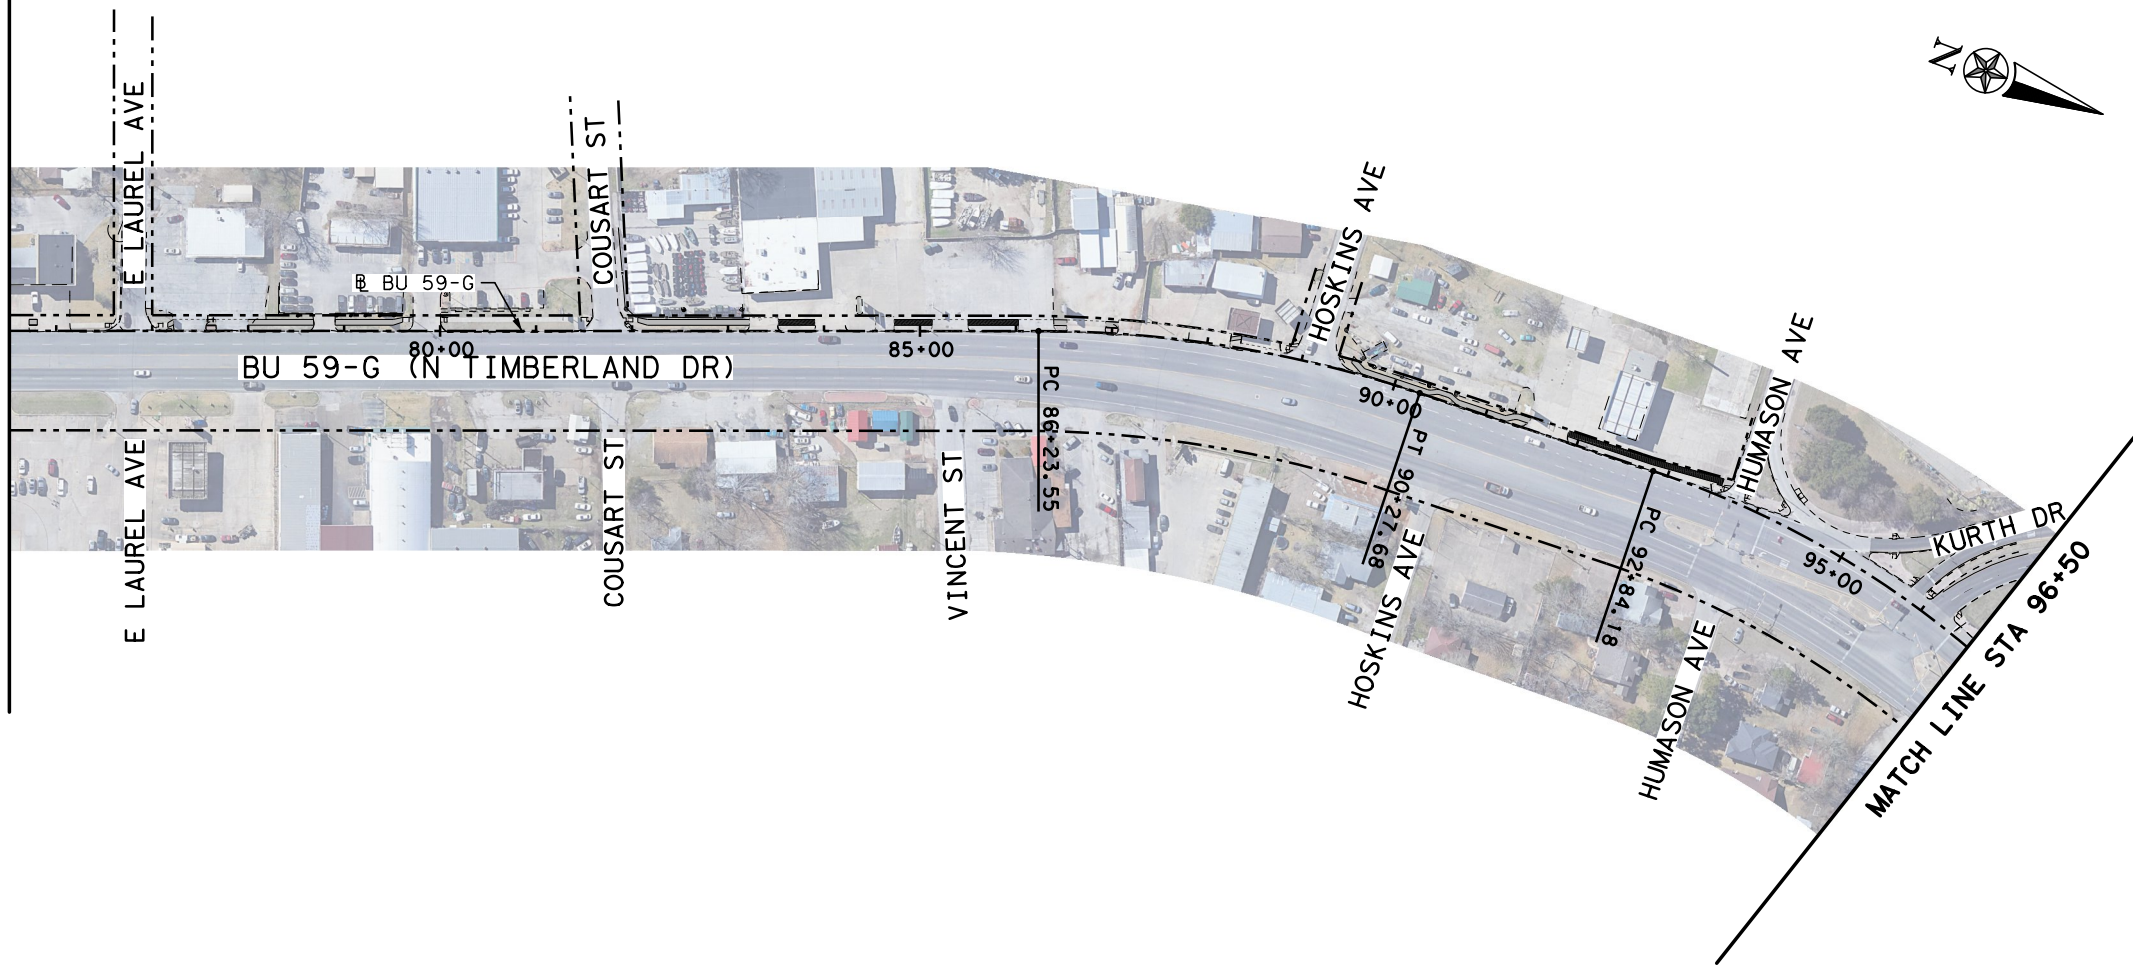 N
E LAUREL AVE
COUSART ST
HOSKINS AVE
HUMASON AVE
℄ BU 59-G
80+00
85+00
BU 59-G (N TIMBERLAND DR)
PC 86+23.55
90+00
PT 90+27.68
PC 92+84.18
95+00
KURTH DR
E LAUREL AVE
COUSART ST
VINCENT ST
HOSKINS AVE
HUMASON AVE
MATCH LINE STA 96+50